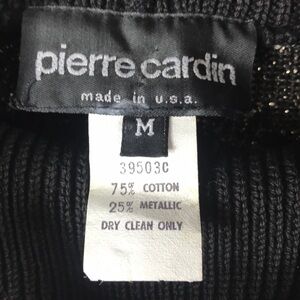 pierre cardin
made in u.s.a.
M
39503C
75% COTTON
25% METALLIC
DRY CLEAN ONLY